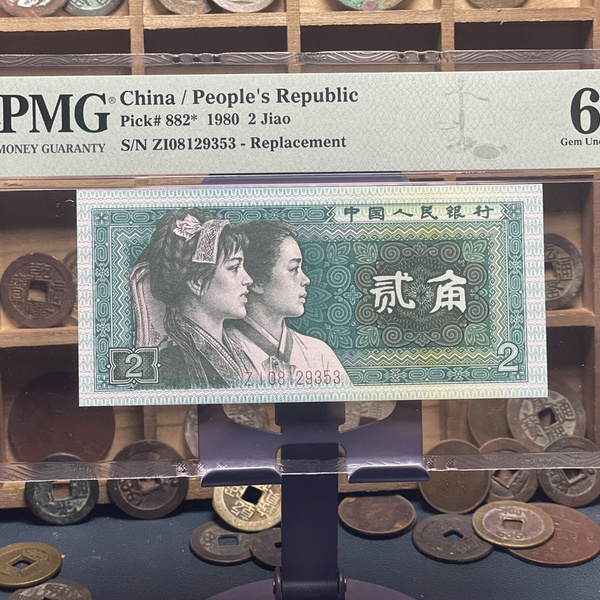 PMG® China / People's Republic
Pick# 882* 1980 2 Jiao
MONEY GUARANTY
S/N ZI08129353 - Replacement
6
Gem Unc
中国人民银行
贰角
2
2
ZI08129353